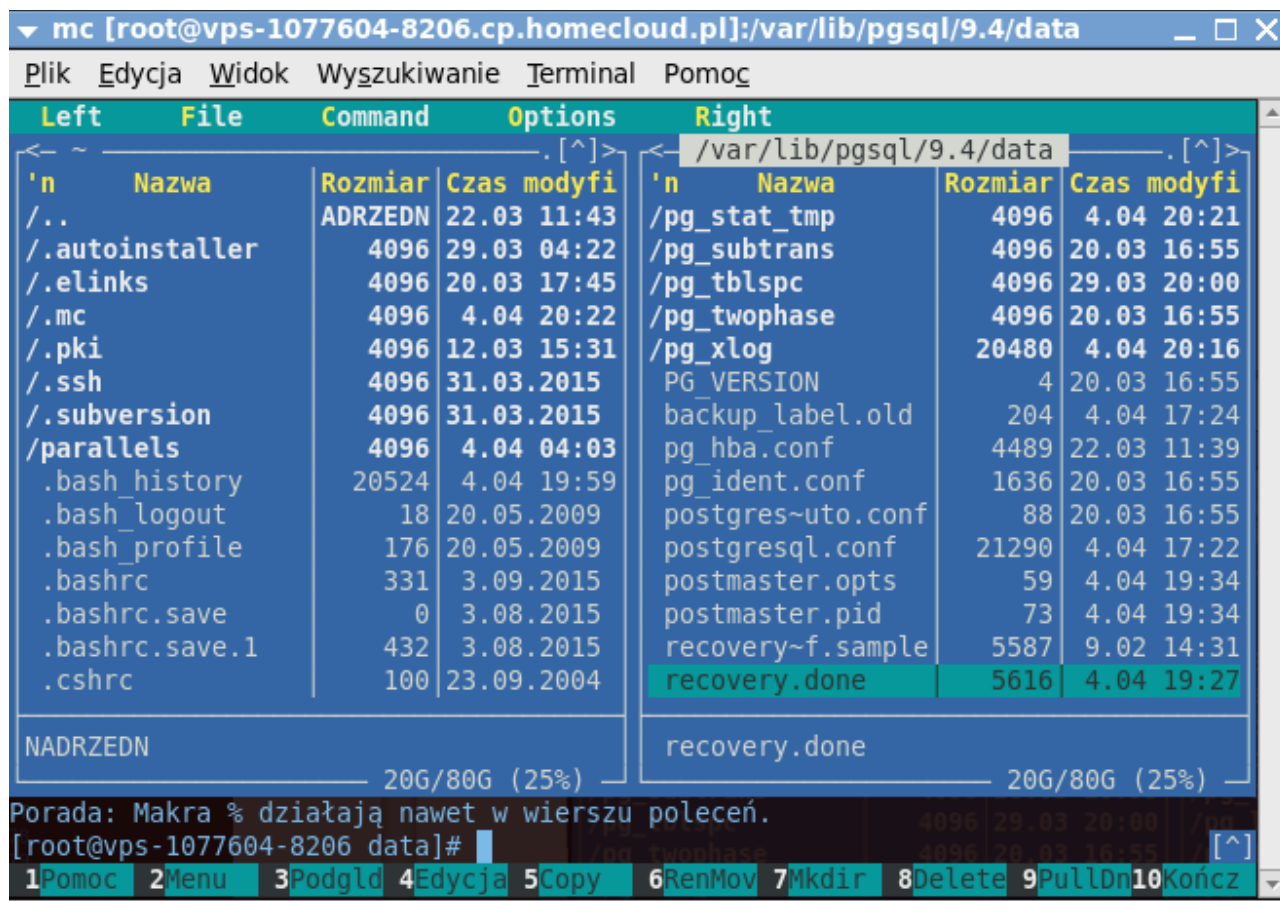 mc [root@vps-1077604-8206.cp.homecloud.pl]:/var/lib/pgsql/9.4/data
Plik Edycja Widok Wyszukiwanie Terminal Pomoc
Left File Command Options Right
<— ~ .[^]> <— /var/lib/pgsql/9.4/data .[^]>
'n Nazwa Rozmiar Czas modyfi 'n Nazwa Rozmiar Czas modyfi
/.. ADRZEDN 22.03 11:43 /pg_stat_tmp 4096 4.04 20:21
/.autoinstaller 4096 29.03 04:22 /pg_subtrans 4096 20.03 16:55
/.elinks 4096 20.03 17:45 /pg_tblspc 4096 29.03 20:00
/.mc 4096 4.04 20:22 /pg_twophase 4096 20.03 16:55
/.pki 4096 12.03 15:31 /pg_xlog 20480 4.04 20:16
/.ssh 4096 31.03.2015 PG_VERSION 4 20.03 16:55
/.subversion 4096 31.03.2015 backup_label.old 204 4.04 17:24
/parallels 4096 4.04 04:03 pg_hba.conf 4489 22.03 11:39
.bash_history 20524 4.04 19:59 pg_ident.conf 1636 20.03 16:55
.bash_logout 18 20.05.2009 postgres~uto.conf 88 20.03 16:55
.bash_profile 176 20.05.2009 postgresql.conf 21290 4.04 17:22
.bashrc 331 3.09.2015 postmaster.opts 59 4.04 19:34
.bashrc.save 0 3.08.2015 postmaster.pid 73 4.04 19:34
.bashrc.save.1 432 3.08.2015 recovery~f.sample 5587 9.02 14:31
.cshrc 100 23.09.2004 recovery.done 5616 4.04 19:27
NADRZEDN recovery.done
20G/80G (25%) 20G/80G (25%)
Porada: Makra % działają nawet w wierszu poleceń.
[root@vps-1077604-8206 data]# [^]
1Pomoc 2Menu 3Podgld 4Edycja 5Copy 6RenMov 7Mkdir 8Delete 9PullDn 10Kończ